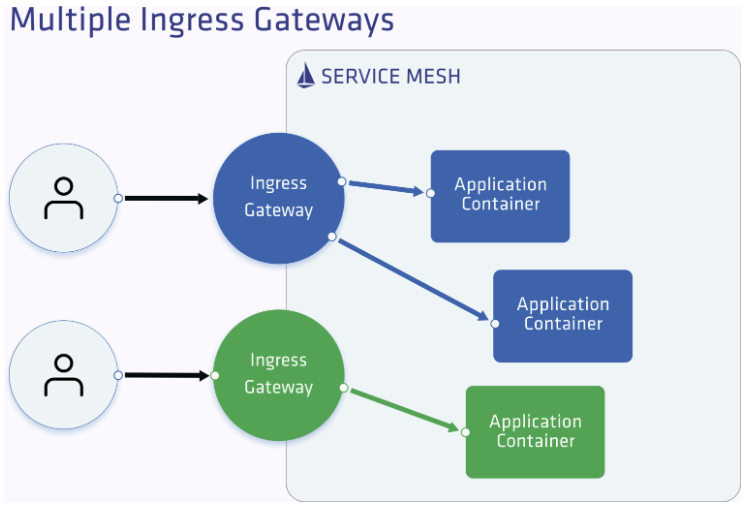 Multiple Ingress Gateways
SERVICE MESH
Ingress
Gateway
Application
Container
Application
Container
Ingress
Gateway
Application
Container